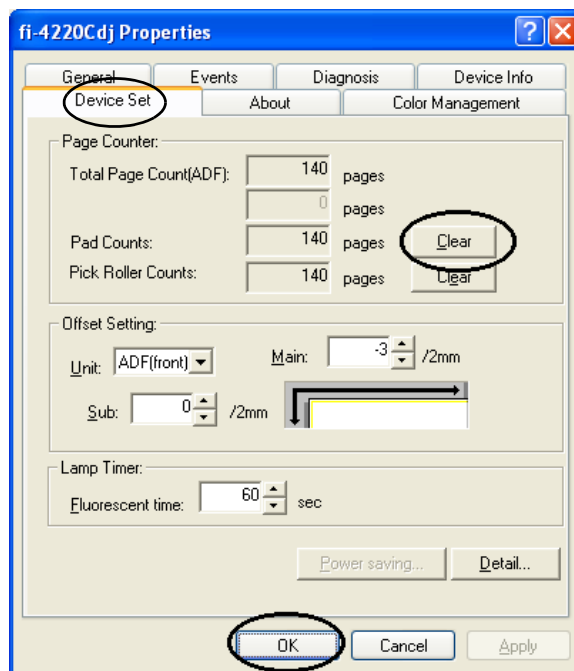 fi-4220Cdj Properties
General Events Diagnosis Device Info
Device Set About Color Management
Page Counter:
Total Page Count(ADF): 140 pages
0 pages
Pad Counts: 140 pages Clear
Pick Roller Counts: 140 pages Clear
Offset Setting:
Unit: ADF(front) Main: -3 /2mm
Sub: 0 /2mm
Lamp Timer:
Fluorescent time: 60 sec
Power saving... Detail...
OK Cancel Apply